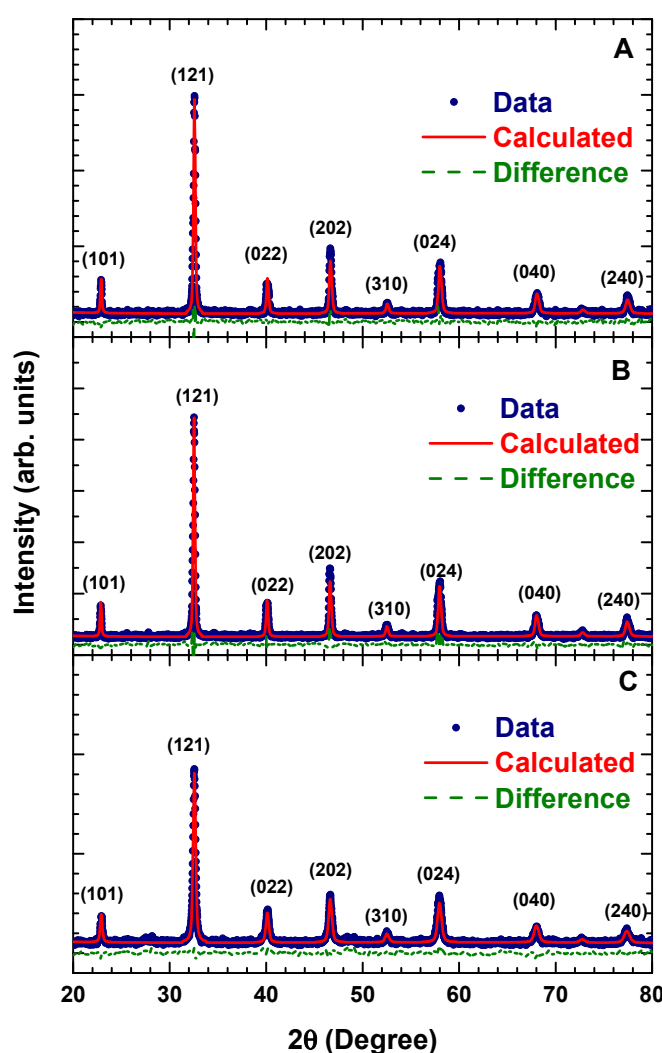 A
(121)
Data
Calculated
Difference
(101)
(022)
(202)
(310)
(024)
(040)
(240)
B
(121)
Data
Calculated
Difference
(101)
(022)
(202)
(310)
(024)
(040)
(240)
C
(121)
Data
Calculated
Difference
(101)
(022)
(202)
(310)
(024)
(040)
(240)
Intensity (arb. units)
20 30 40 50 60 70 80
2θ (Degree)